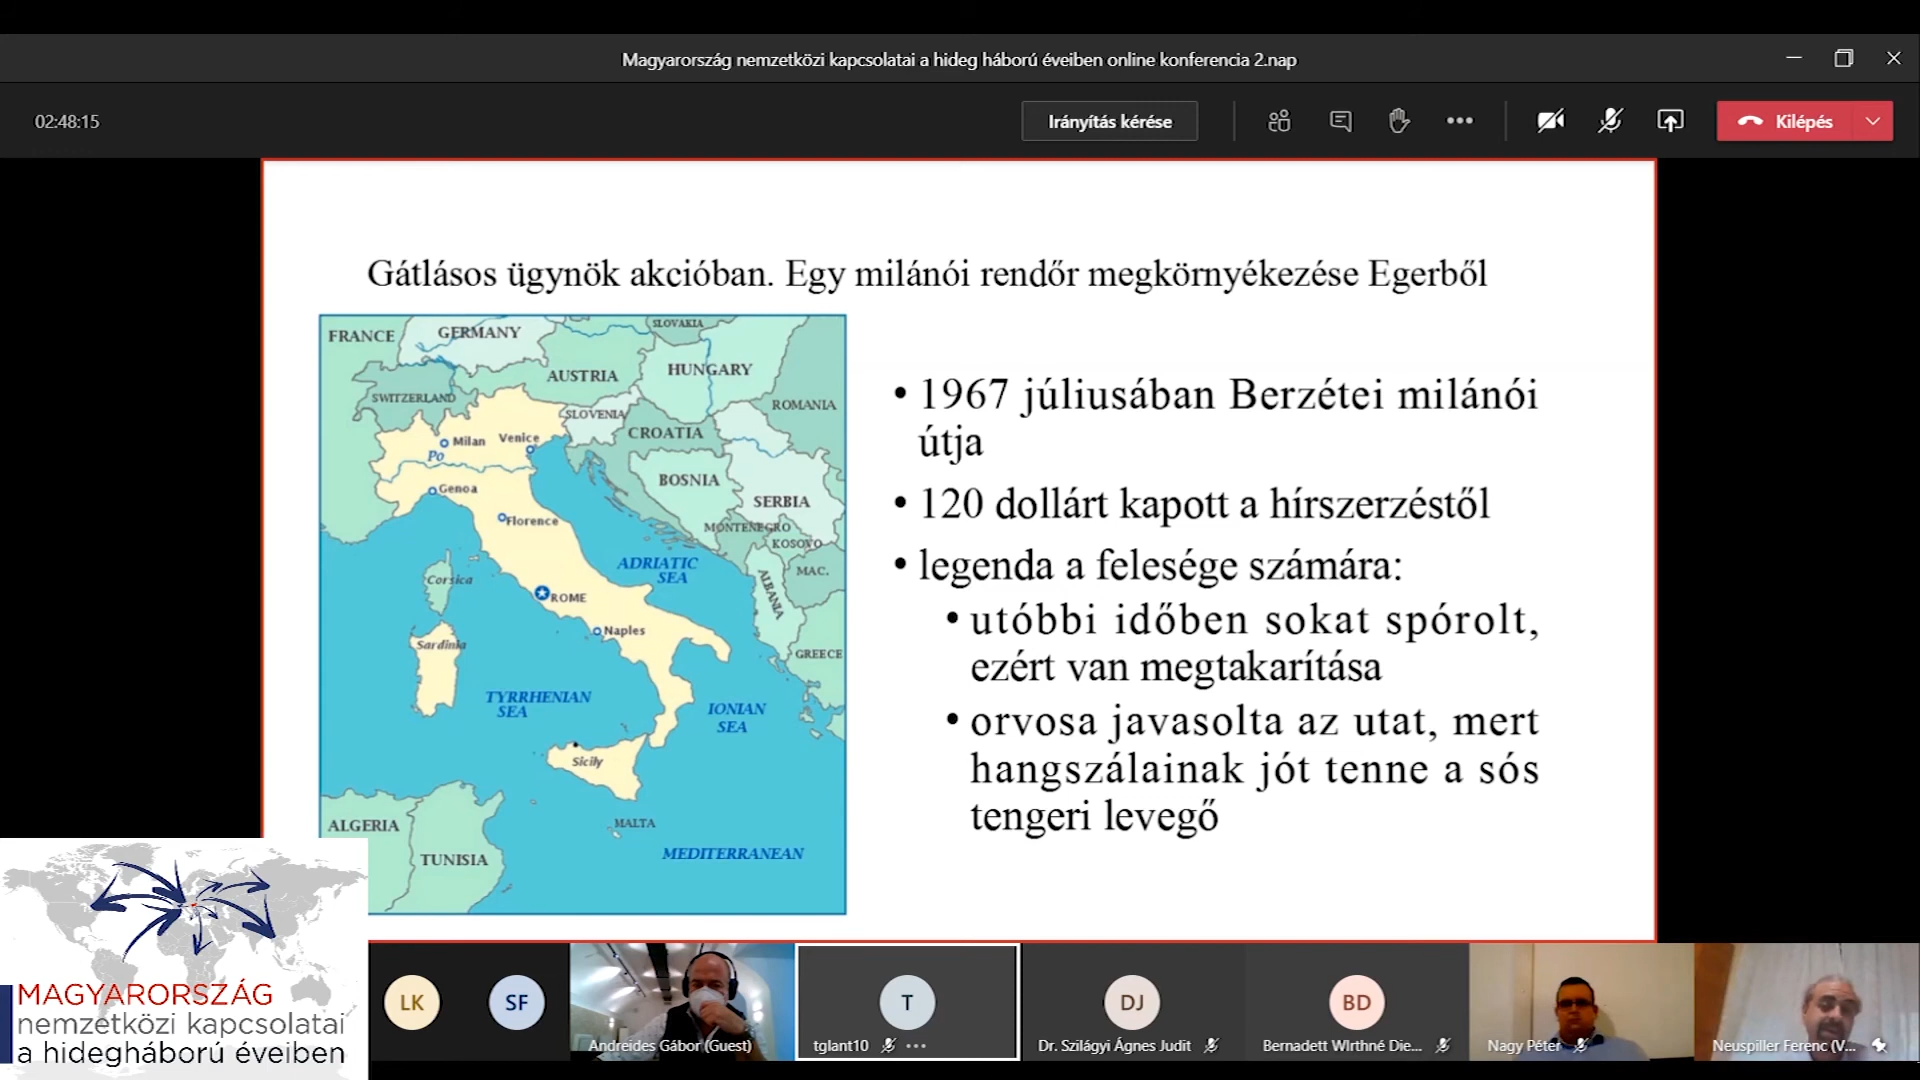 Magyarország nemzetközi kapcsolatai a hideg háború éveiben online konferencia 2.nap
02:48:15
Irányítás kérése
Kilépés
Gátlásos ügynök akcióban. Egy milánói rendőr megkörnyékezése Egerből
FRANCE
GERMANY
SLOVAKIA
AUSTRIA
HUNGARY
SWITZERLAND
SLOVENIA
ROMANIA
CROATIA
Milan
Venice
Po
Genoa
BOSNIA
SERBIA
Florence
MONTENEGRO
KOSOVO
ADRIATIC
SEA
Corsica
ALBANIA
MAC.
ROME
Naples
Sardinia
GREECE
TYRRHENIAN
SEA
IONIAN
SEA
Sicily
ALGERIA
MALTA
TUNISIA
MEDITERRANEAN
• 1967 júliusában Berzétei milánói
útja
• 120 dollárt kapott a hírszerzéstől
• legenda a felesége számára:
• utóbbi időben sokat spórolt,
ezért van megtakarítása
• orvosa javasolta az utat, mert
hangszálainak jót tenne a sós
tengeri levegő
MAGYARORSZÁG
nemzetközi kapcsolatai
a hidegháború éveiben
LK
SF
Andreides Gábor (Guest)
T
tglant10
DJ
Dr. Szilágyi Ágnes Judit
BD
Bernadett WIrthné Die...
Nagy Péter
Neuspiller Ferenc (V...